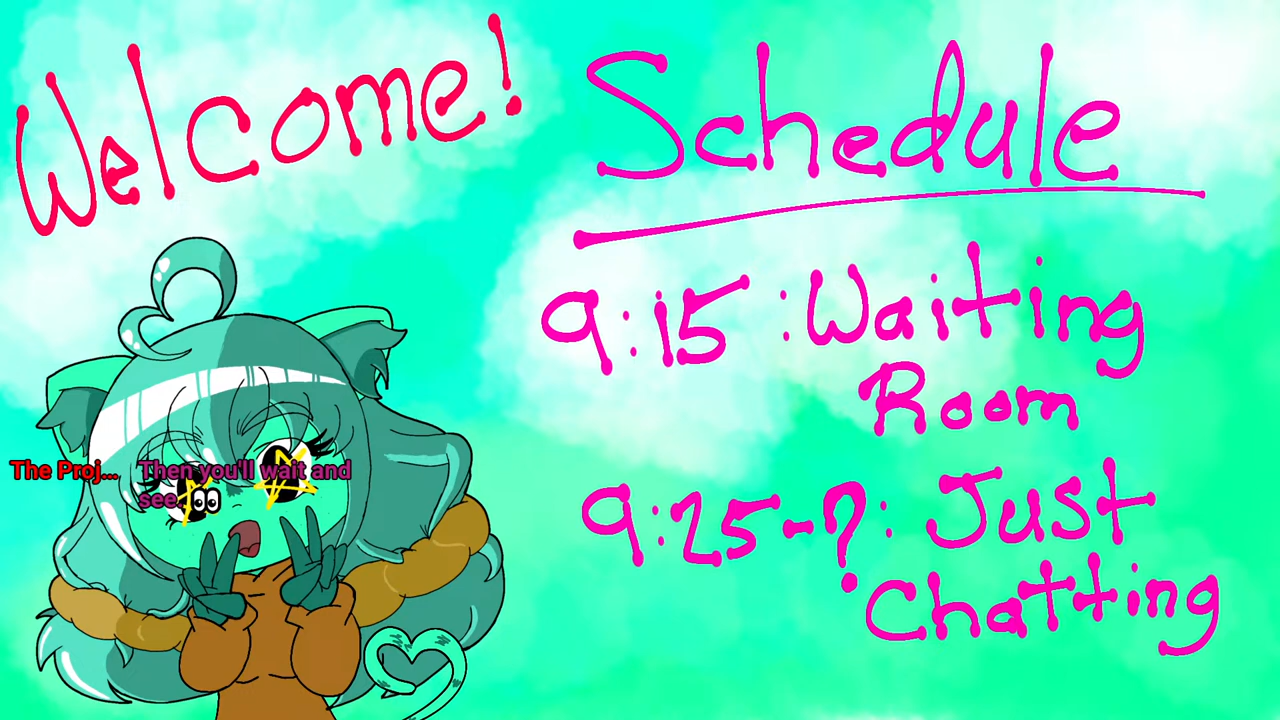 Welcome!
Schedule
9:15 :Waiting
Room
9:25-?: Just
Chatting
The Proj... Then you'll wait and
see.